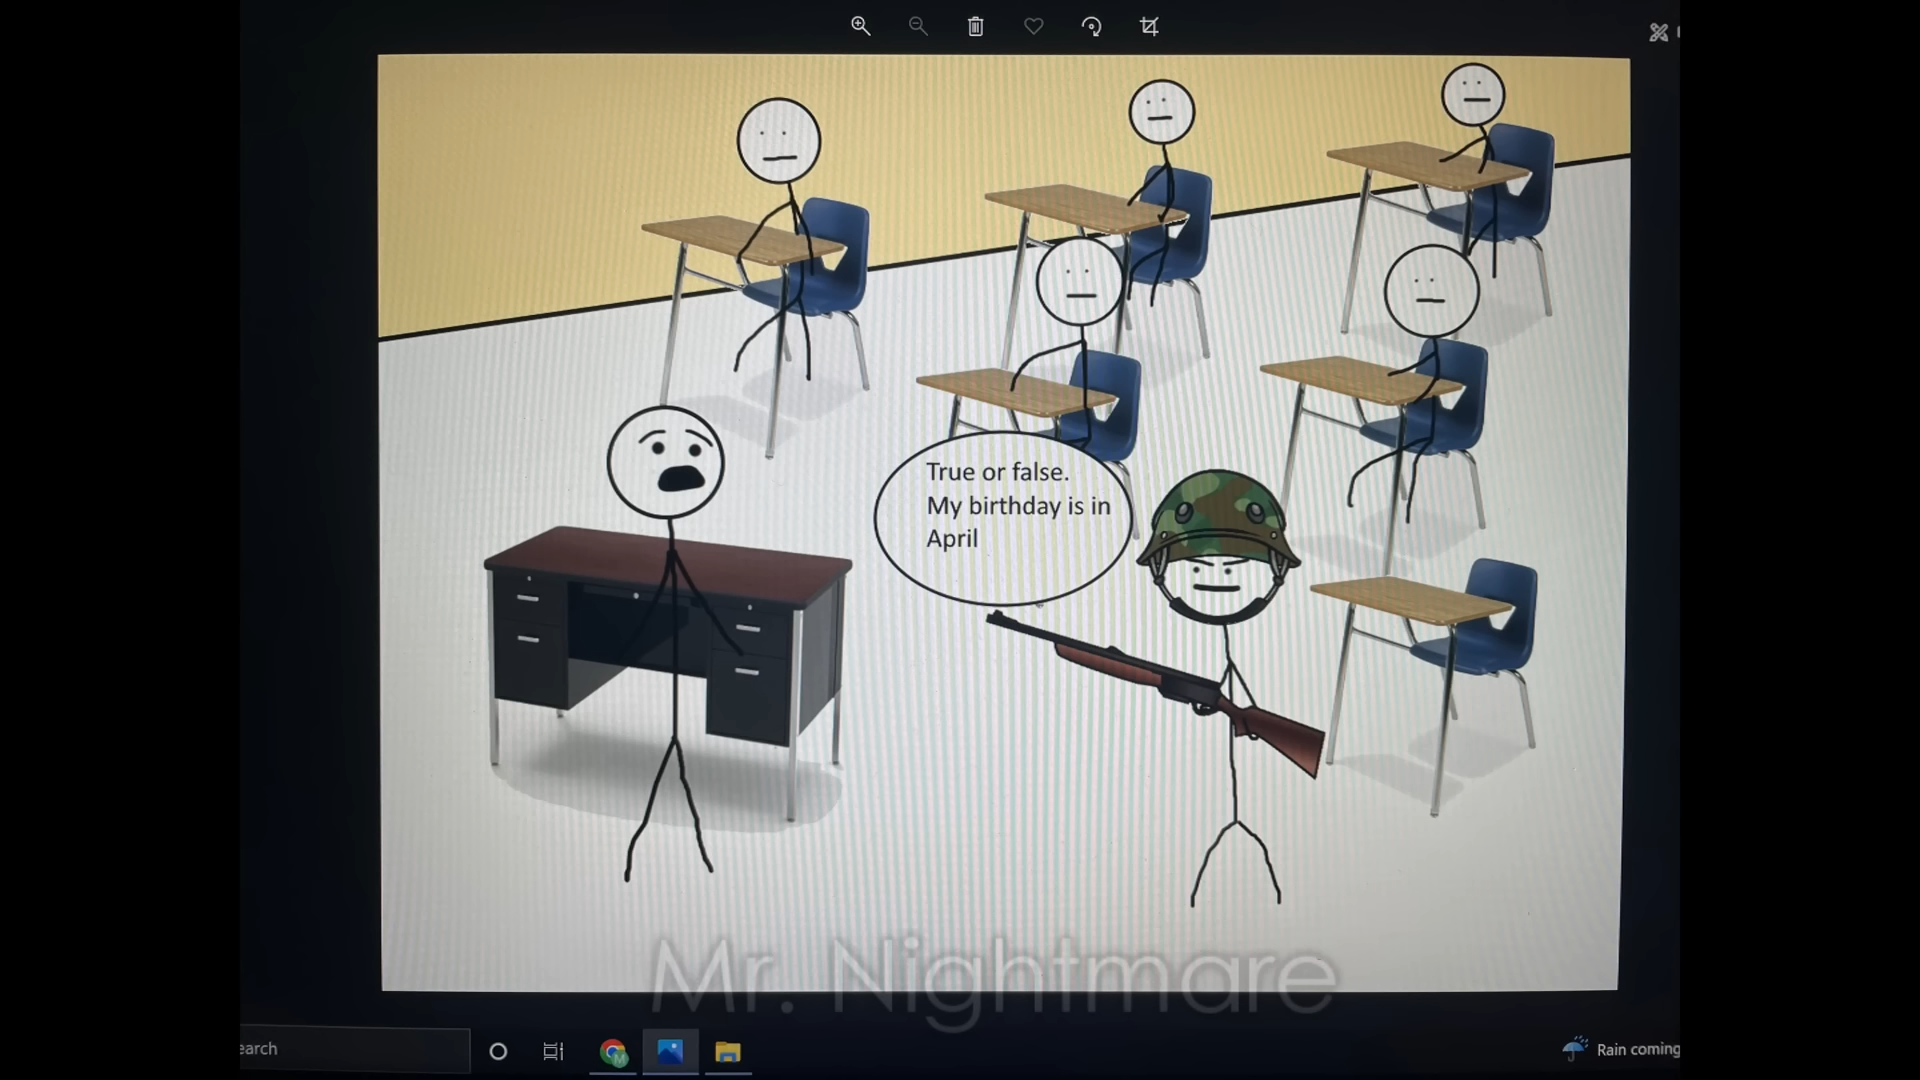 True or false.
My birthday is in
April
Mr. Nightmare
earch
Rain coming